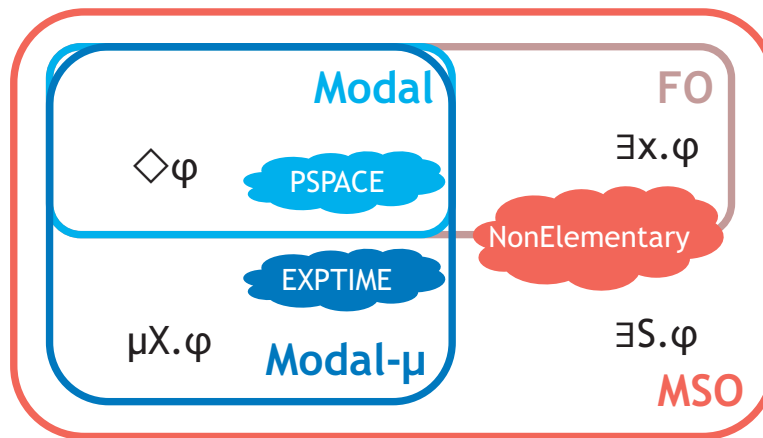 Modal
FO
◇φ
∃x.φ
PSPACE
NonElementary
EXPTIME
μX.φ
∃S.φ
Modal-μ
MSO